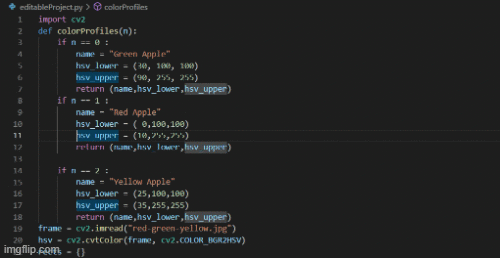 editableProject.py > colorProfiles
1 import cv2
2 def colorProfiles(n):
3 if n == 0 :
4 name = "Green Apple"
5 hsv_lower = (30, 100, 100)
6 hsv_upper = (90, 255, 255)
7 return (name,hsv_lower,hsv_upper)
8 if n == 1 :
9 name = "Red Apple"
10 hsv_lower = ( 0,100,100)
11 hsv_upper = (10,255,255)
12 return (name,hsv_lower,hsv_upper)
13
14 if n == 2 :
15 name = "Yellow Apple"
16 hsv_lower = (25,100,100)
17 hsv_upper = (35,255,255)
18 return (name,hsv_lower,hsv_upper)
19 frame = cv2.imread("red-green-yellow.jpg")
20 hsv = cv2.cvtColor(frame, cv2.COLOR_BGR2HSV)
rects = {}
imgflip.com